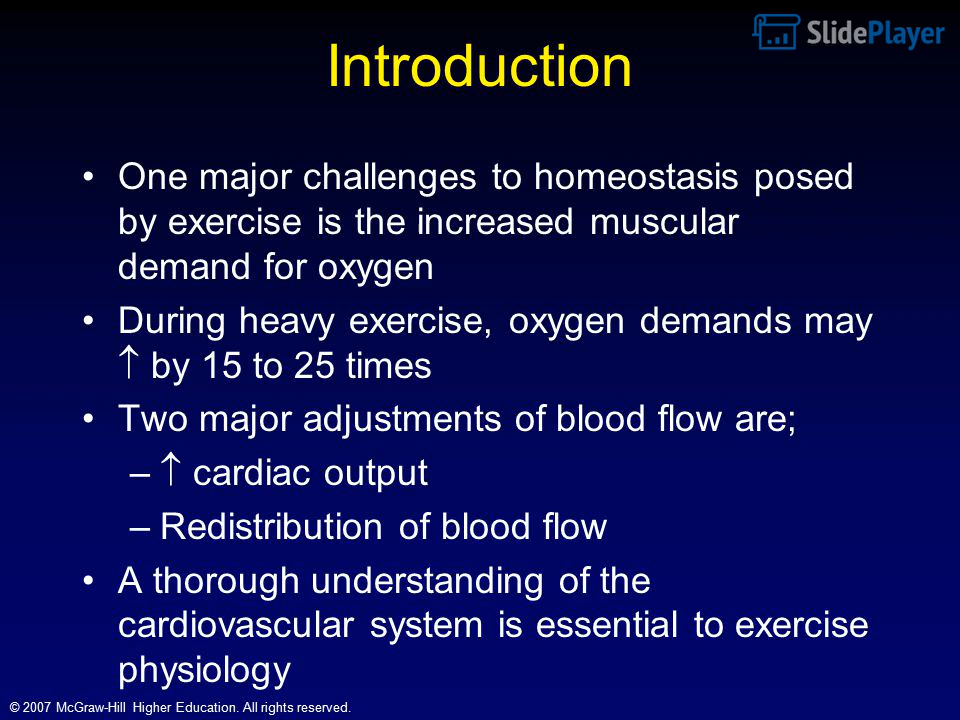 SlidePlayer
Introduction
• One major challenges to homeostasis posed
by exercise is the increased muscular
demand for oxygen
• During heavy exercise, oxygen demands may
↑ by 15 to 25 times
• Two major adjustments of blood flow are;
– ↑ cardiac output
– Redistribution of blood flow
• A thorough understanding of the
cardiovascular system is essential to exercise
physiology
© 2007 McGraw-Hill Higher Education. All rights reserved.